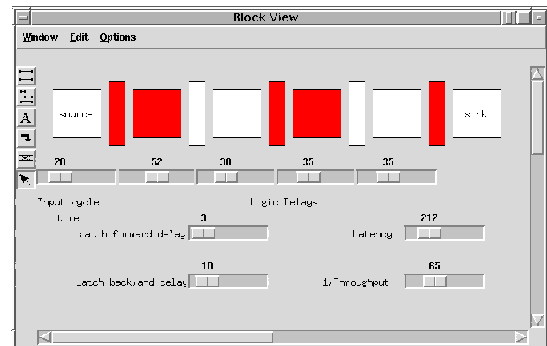 Block View
Window Edit Options
A
source sink
20 52 30 35 35
Input cycle Logic Delays
time 3 212
Latch forward delay Latency
10 65
Latch backward delay 1/Throughput